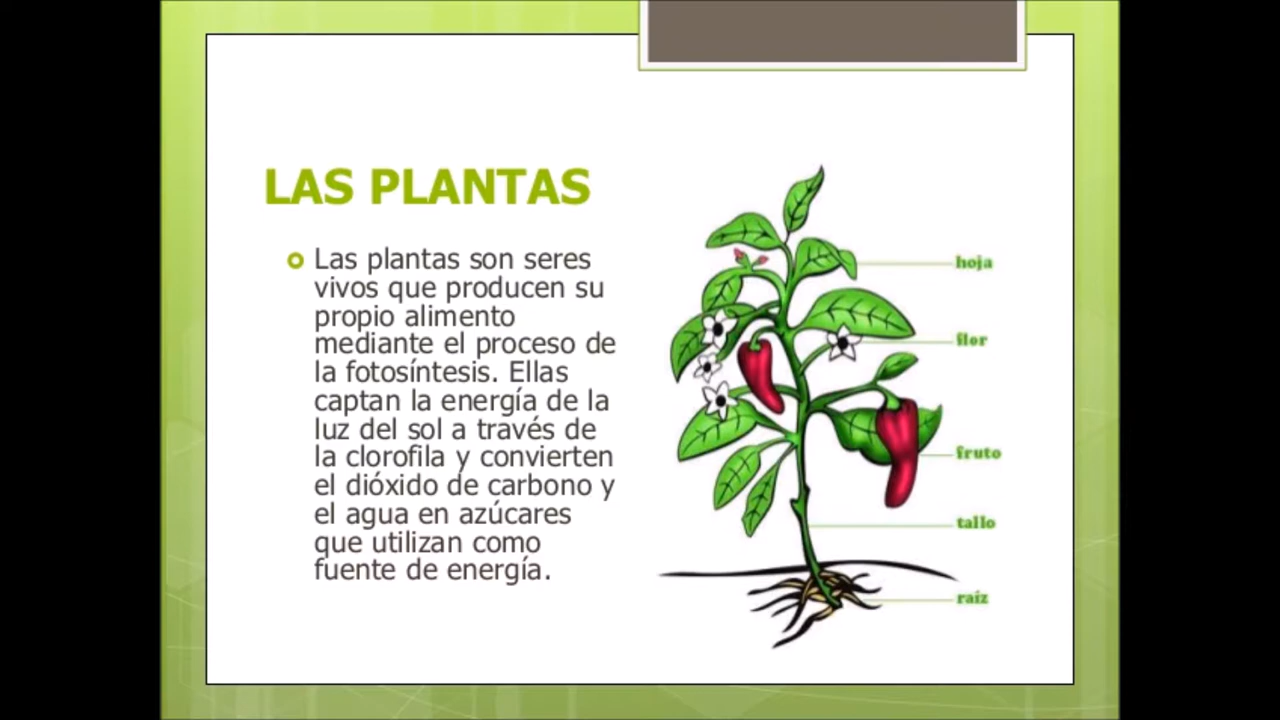 LAS PLANTAS
Las plantas son seres
vivos que producen su
propio alimento
mediante el proceso de
la fotosíntesis. Ellas
captan la energía de la
luz del sol a través de
la clorofila y convierten
el dióxido de carbono y
el agua en azúcares
que utilizan como
fuente de energía.
hoja
flor
fruto
tallo
raíz